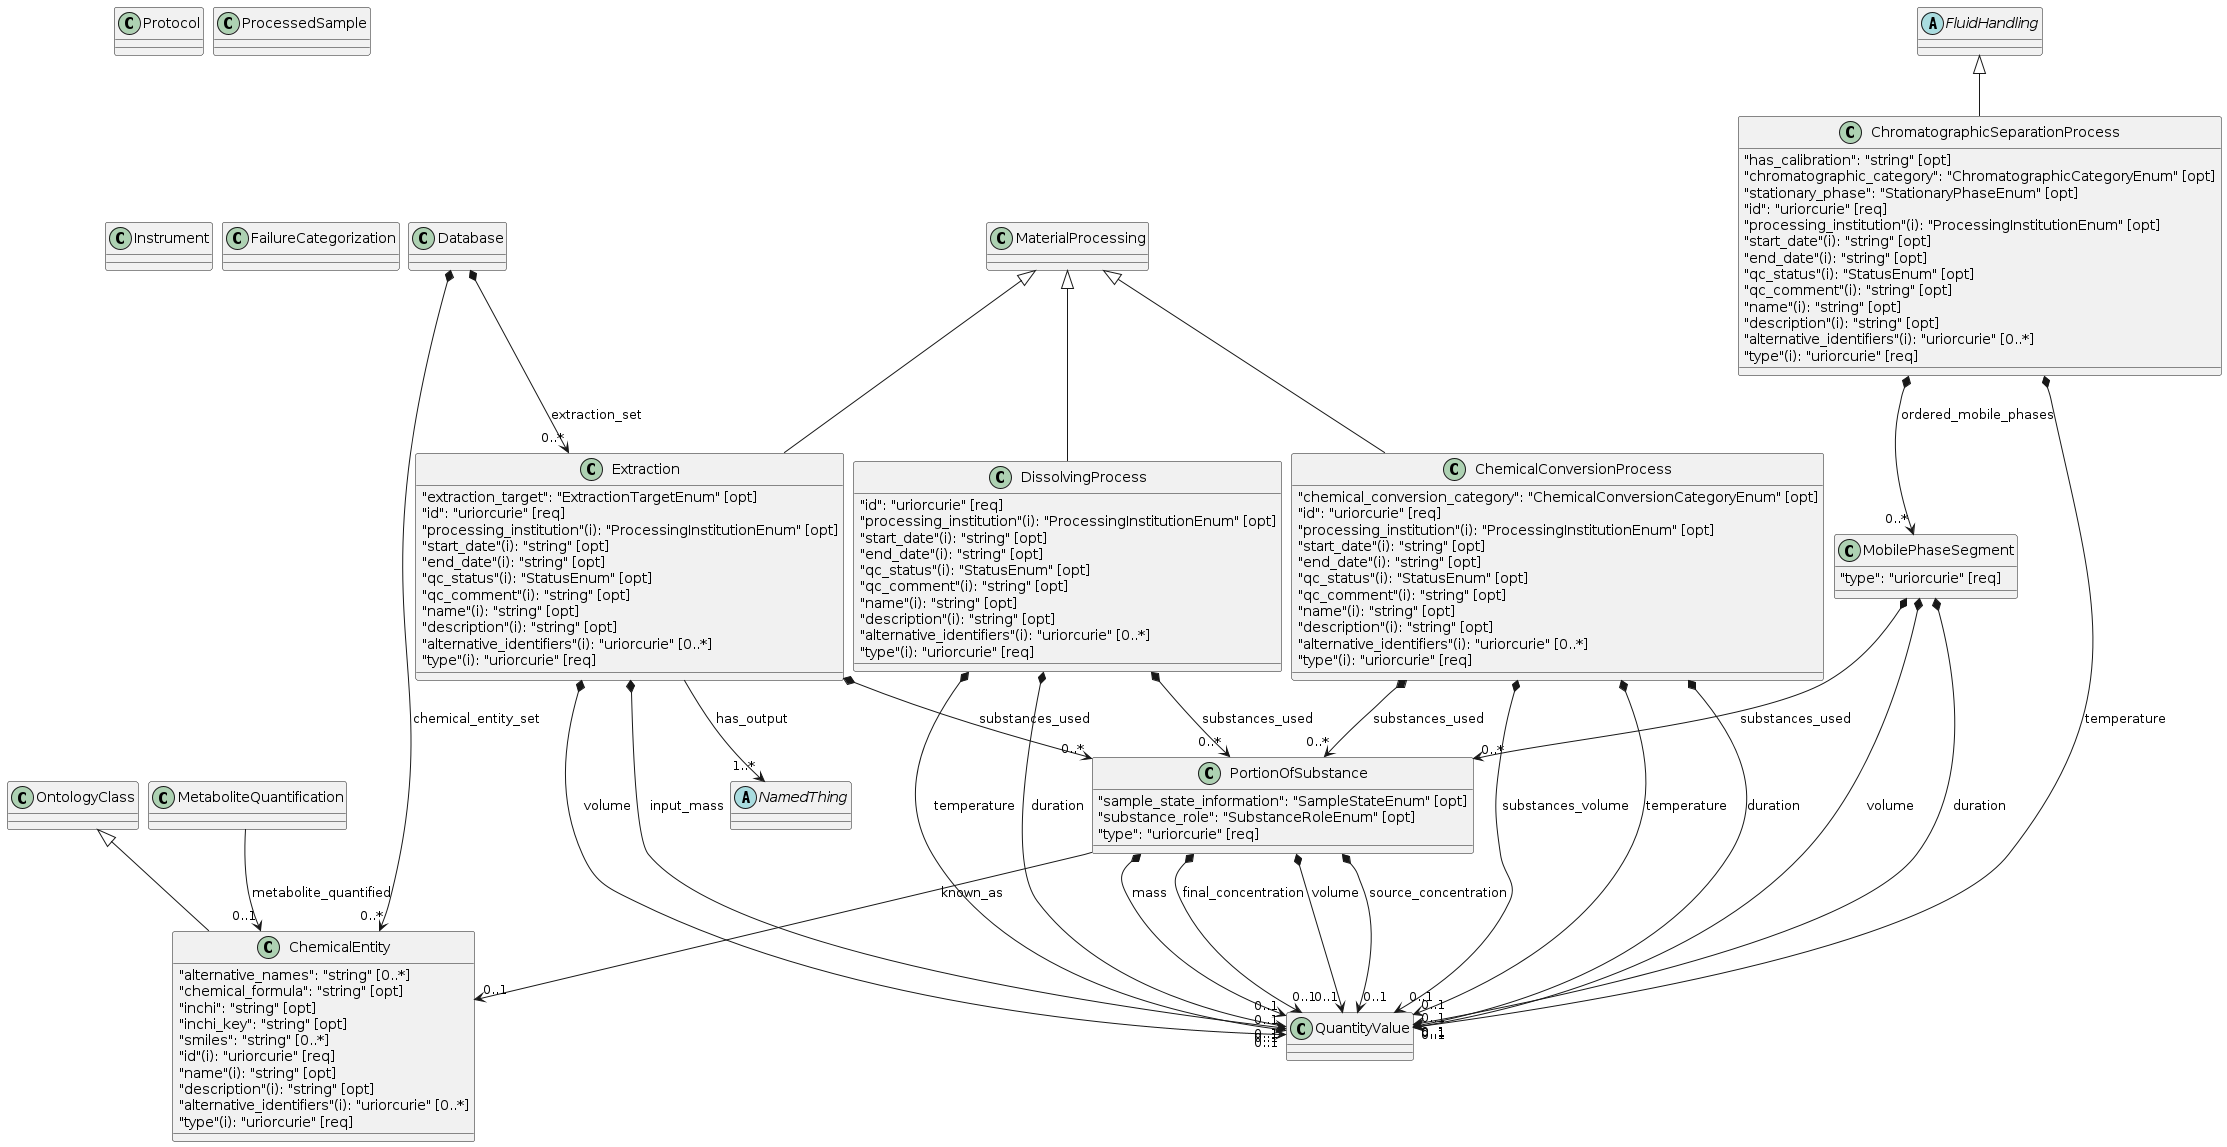 Protocol
ProcessedSample
FluidHandling
ChromatographicSeparationProcess
"has_calibration": "string" [opt]
"chromatographic_category": "ChromatographicCategoryEnum" [opt]
"stationary_phase": "StationaryPhaseEnum" [opt]
"id": "uriorcurie" [req]
"processing_institution"(i): "ProcessingInstitutionEnum" [opt]
"start_date"(i): "string" [opt]
"end_date"(i): "string" [opt]
"qc_status"(i): "StatusEnum" [opt]
"qc_comment"(i): "string" [opt]
"name"(i): "string" [opt]
"description"(i): "string" [opt]
"alternative_identifiers"(i): "uriorcurie" [0..*]
"type"(i): "uriorcurie" [req]
Instrument
FailureCategorization
Database
MaterialProcessing
extraction_set
0..*
ordered_mobile_phases
0..*
Extraction
"extraction_target": "ExtractionTargetEnum" [opt]
"id": "uriorcurie" [req]
"processing_institution"(i): "ProcessingInstitutionEnum" [opt]
"start_date"(i): "string" [opt]
"end_date"(i): "string" [opt]
"qc_status"(i): "StatusEnum" [opt]
"qc_comment"(i): "string" [opt]
"name"(i): "string" [opt]
"description"(i): "string" [opt]
"alternative_identifiers"(i): "uriorcurie" [0..*]
"type"(i): "uriorcurie" [req]
DissolvingProcess
"id": "uriorcurie" [req]
"processing_institution"(i): "ProcessingInstitutionEnum" [opt]
"start_date"(i): "string" [opt]
"end_date"(i): "string" [opt]
"qc_status"(i): "StatusEnum" [opt]
"qc_comment"(i): "string" [opt]
"name"(i): "string" [opt]
"description"(i): "string" [opt]
"alternative_identifiers"(i): "uriorcurie" [0..*]
"type"(i): "uriorcurie" [req]
ChemicalConversionProcess
"chemical_conversion_category": "ChemicalConversionCategoryEnum" [opt]
"id": "uriorcurie" [req]
"processing_institution"(i): "ProcessingInstitutionEnum" [opt]
"start_date"(i): "string" [opt]
"end_date"(i): "string" [opt]
"qc_status"(i): "StatusEnum" [opt]
"qc_comment"(i): "string" [opt]
"name"(i): "string" [opt]
"description"(i): "string" [opt]
"alternative_identifiers"(i): "uriorcurie" [0..*]
"type"(i): "uriorcurie" [req]
MobilePhaseSegment
"type": "uriorcurie" [req]
chemical_entity_set
has_output
substances_used
substances_used
substances_used
substances_used
temperature
1..*
0..*
0..*
0..*
0..*
OntologyClass
MetaboliteQuantification
volume
input_mass
NamedThing
temperature
duration
PortionOfSubstance
"sample_state_information": "SampleStateEnum" [opt]
"substance_role": "SubstanceRoleEnum" [opt]
"type": "uriorcurie" [req]
substances_volume
temperature
duration
volume
duration
metabolite_quantified
known_as
mass
final_concentration
volume
source_concentration
0..1
0..*
ChemicalEntity
"alternative_names": "string" [0..*]
"chemical_formula": "string" [opt]
"inchi": "string" [opt]
"inchi_key": "string" [opt]
"smiles": "string" [0..*]
"id"(i): "uriorcurie" [req]
"name"(i): "string" [opt]
"description"(i): "string" [opt]
"alternative_identifiers"(i): "uriorcurie" [0..*]
"type"(i): "uriorcurie" [req]
0..1
0..1
0..1
0..1
0..1
0..1
0..1
0..1
0..1
0..1
0..1
0..1
0..1
QuantityValue